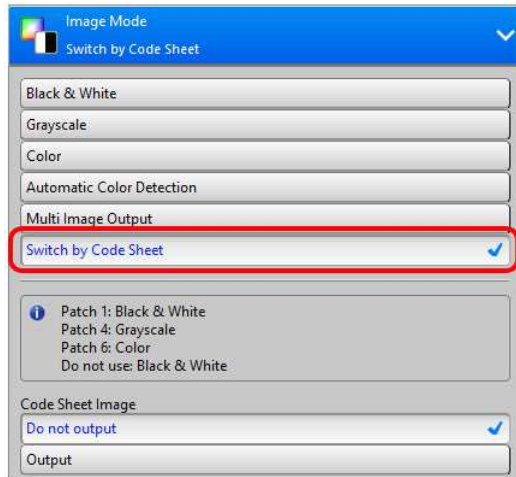 Image Mode
Switch by Code Sheet
Black & White
Grayscale
Color
Automatic Color Detection
Multi Image Output
Switch by Code Sheet
Patch 1: Black & White
Patch 4: Grayscale
Patch 6: Color
Do not use: Black & White
Code Sheet Image
Do not output
Output